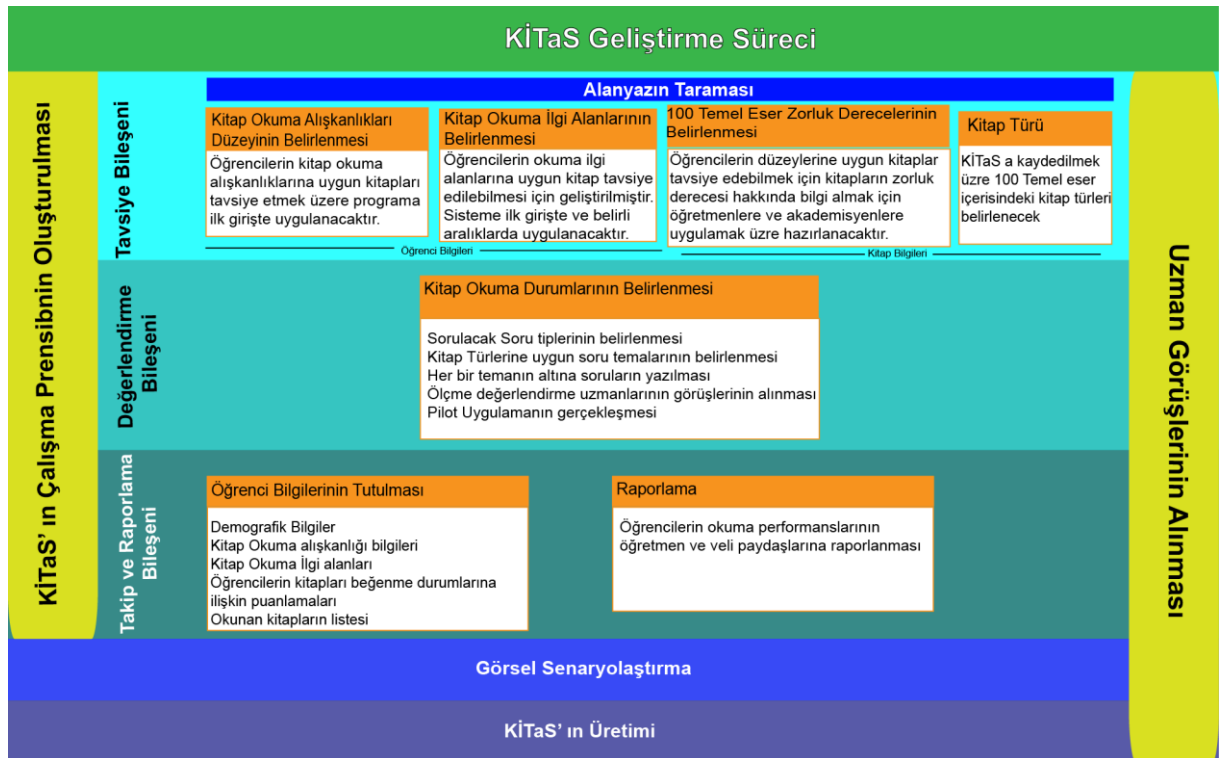 KİTaS Geliştirme Süreci
KİTaS' ın Çalışma Prensibnin Oluşturulması
Tavsiye Bileşeni
Alanyazın Taraması
Kitap Okuma Alışkanlıkları
Düzeyinin Belirlenmesi
Öğrencilerin kitap okuma
alışkanlıklarına uygun kitapları
tavsiye etmek üzere programa
ilk girişte uygulanacaktır.
Kitap Okuma İlgi Alanlarının
Belirlenmesi
Öğrencilerin okuma ilgi
alanlarına uygun kitap tavsiye
edilebilmesi için geliştirilmiştir.
Sisteme ilk girişte ve belirli
aralıklarda uygulanacaktır.
100 Temel Eser Zorluk Derecelerinin
Belirlenmesi
Öğrencilerin düzeylerine uygun kitaplar
tavsiye edebilmek için kitapların zorluk
derecesi hakkında bilgi almak için
öğretmenlere ve akademisyenlere
uygulamak üzre hazırlanacaktır.
Kitap Türü
KİTaS a kaydedilmek
üzre 100 Temel eser
içerisindeki kitap türleri
belirlenecek
Öğrenci Bilgileri
Kitap Bilgileri
Değerlendirme
Bileşeni
Kitap Okuma Durumlarının Belirlenmesi
Sorulacak Soru tiplerinin belirlenmesi
Kitap Türlerine uygun soru temalarının belirlenmesi
Her bir temanın altına soruların yazılması
Ölçme değerlendirme uzmanlarının görüşlerinin alınması
Pilot Uygulamanın gerçekleşmesi
Takip ve Raporlama
Bileşeni
Öğrenci Bilgilerinin Tutulması
Demografik Bilgiler
Kitap Okuma alışkanlığı bilgileri
Kitap Okuma İlgi alanları
Öğrencilerin kitapları beğenme durumlarına
ilişkin puanlamaları
Okunan kitapların listesi
Raporlama
Öğrencilerin okuma performanslarının
öğretmen ve veli paydaşlarına raporlanması
Uzman Görüşlerinin Alınması
Görsel Senaryolaştırma
KİTaS' ın Üretimi